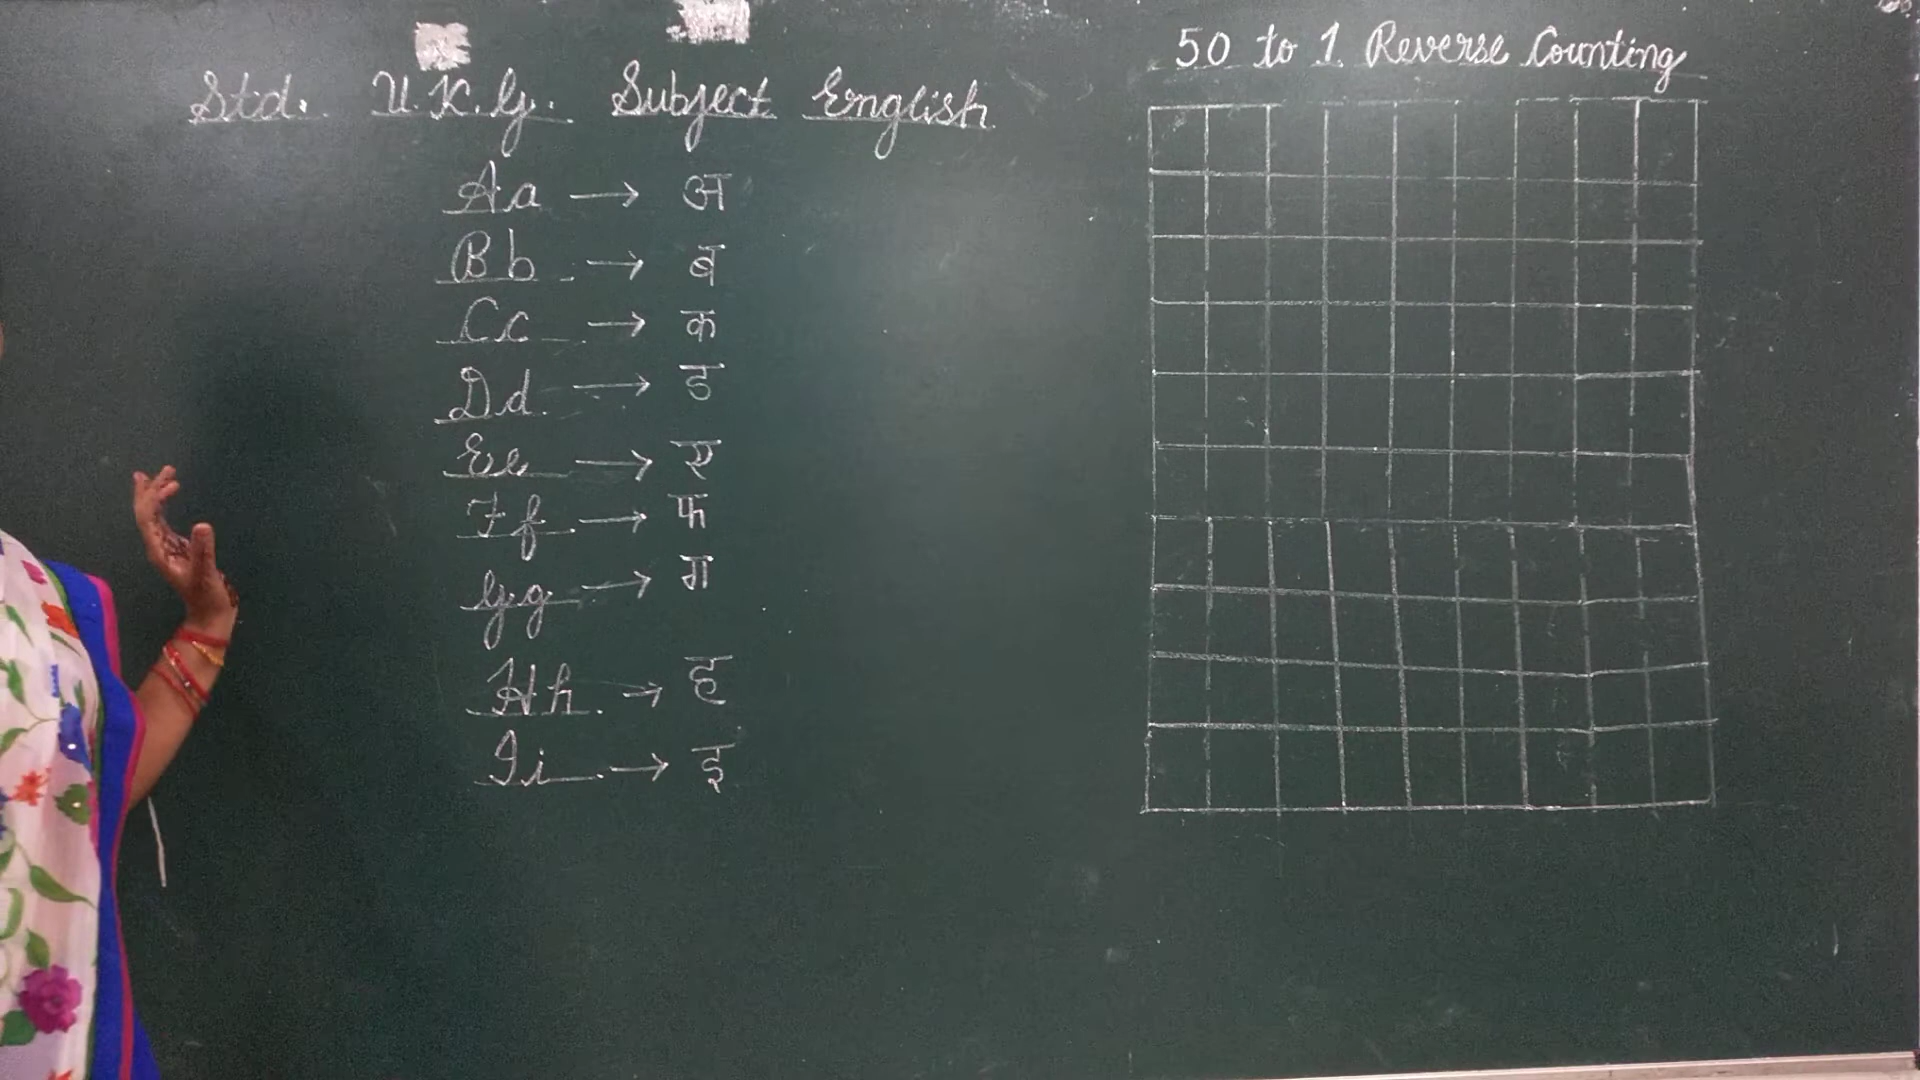 Std. U.K.G. Subject English
Aa → अ
Bb → ब
Cc → क
Dd → ड
Ee → ए
Ff → फ
Gg → ग
Hh → ह
Ii → इ
50 to 1 Reverse Counting